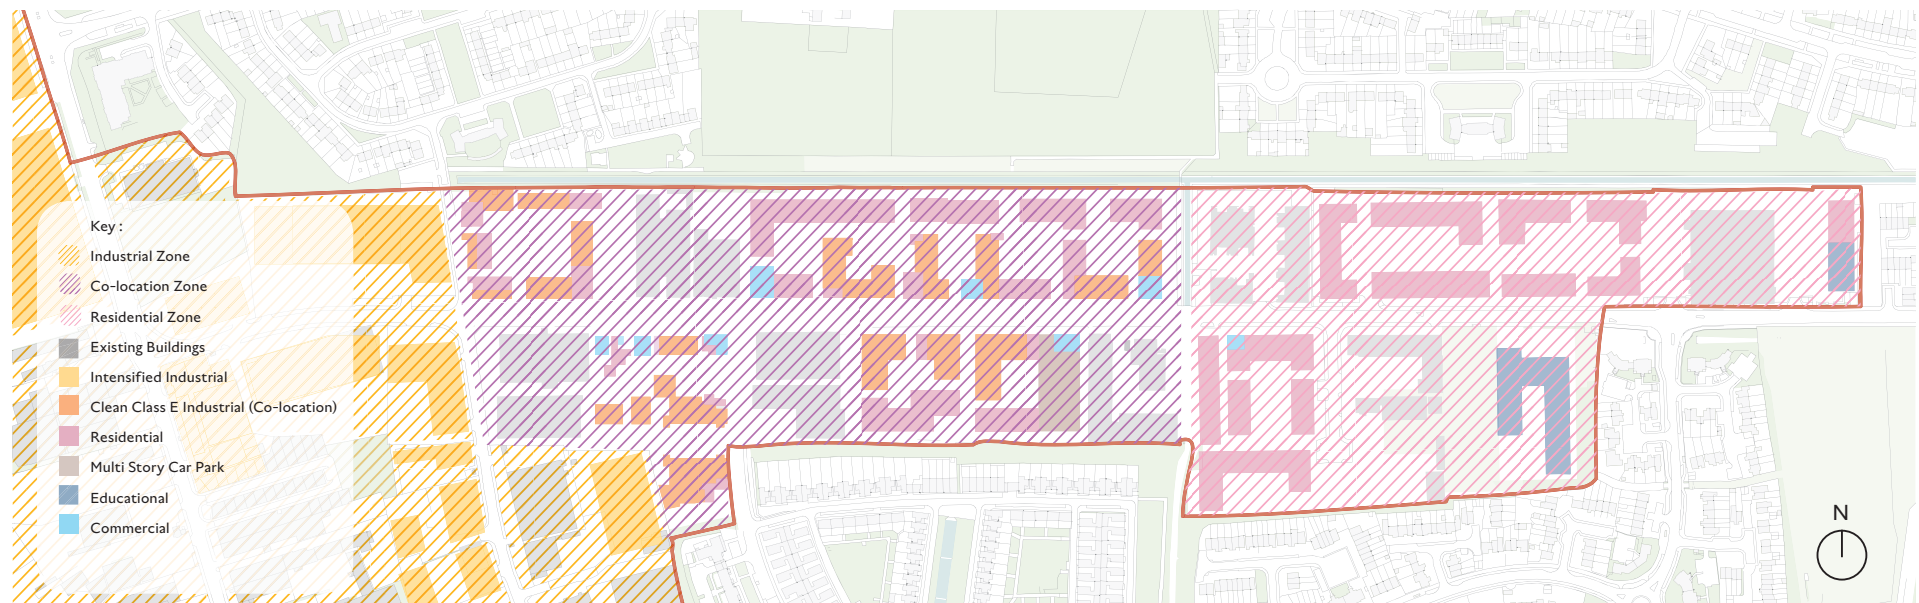 Key :
Industrial Zone
Co-location Zone
Residential Zone
Existing Buildings
Intensified Industrial
Clean Class E Industrial (Co-location)
Residential
Multi Story Car Park
Educational
Commercial
N